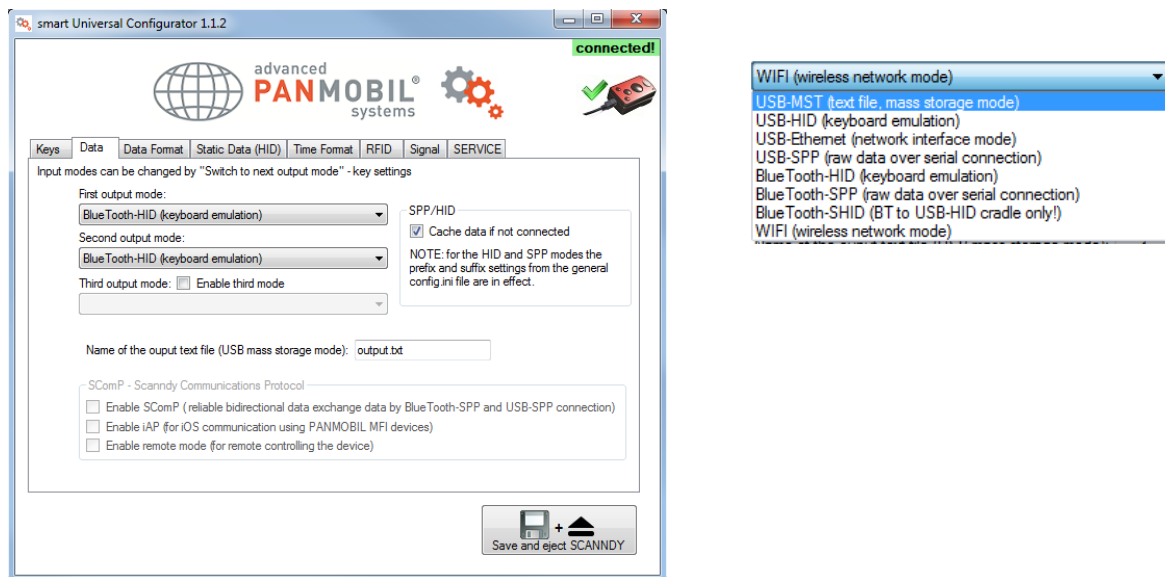 smart Universal Configurator 1.1.2
connected!
advanced
PANMOBIL®
systems
Keys Data Data Format Static Data (HID) Time Format RFID Signal SERVICE
Input modes can be changed by "Switch to next output mode" - key settings
First output mode:
BlueTooth-HID (keyboard emulation)
Second output mode:
BlueTooth-HID (keyboard emulation)
Third output mode: Enable third mode
SPP/HID
Cache data if not connected
NOTE: for the HID and SPP modes the
prefix and suffix settings from the general
config.ini file are in effect.
Name of the ouput text file (USB mass storage mode): output.txt
SComP - Scanndy Communications Protocol
Enable SComP (reliable bidirectional data exchange data by BlueTooth-SPP and USB-SPP connection)
Enable iAP (for iOS communication using PANMOBIL MFI devices)
Enable remote mode (for remote controlling the device)
+
Save and eject SCANNDY
WIFI (wireless network mode)
USB-MST (text file, mass storage mode)
USB-HID (keyboard emulation)
USB-Ethernet (network interface mode)
USB-SPP (raw data over serial connection)
BlueTooth-HID (keyboard emulation)
BlueTooth-SPP (raw data over serial connection)
BlueTooth-SHID (BT to USB-HID cradle only!)
WIFI (wireless network mode)